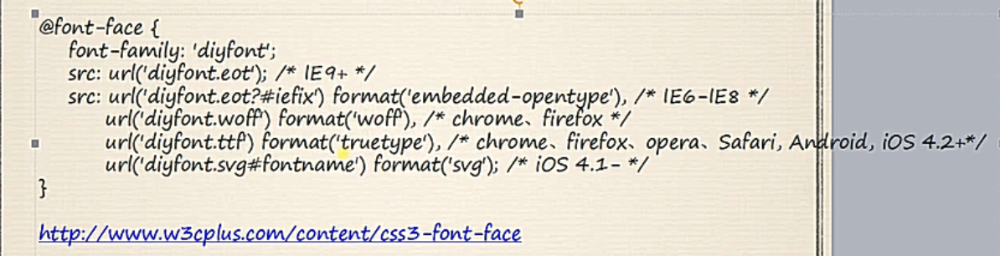 @font-face {
font-family: 'diyfont';
src: url('diyfont.eot'); /* IE9+ */
src: url('diyfont.eot?#iefix') format('embedded-opentype'), /* IE6-IE8 */
url('diyfont.woff') format('woff'), /* chrome、firefox */
url('diyfont.ttf') format('truetype'), /* chrome、firefox、opera、Safari, Android, iOS 4.2+*/
url('diyfont.svg#fontname') format('svg'); /* iOS 4.1- */
}
http://www.w3cplus.com/content/css3-font-face